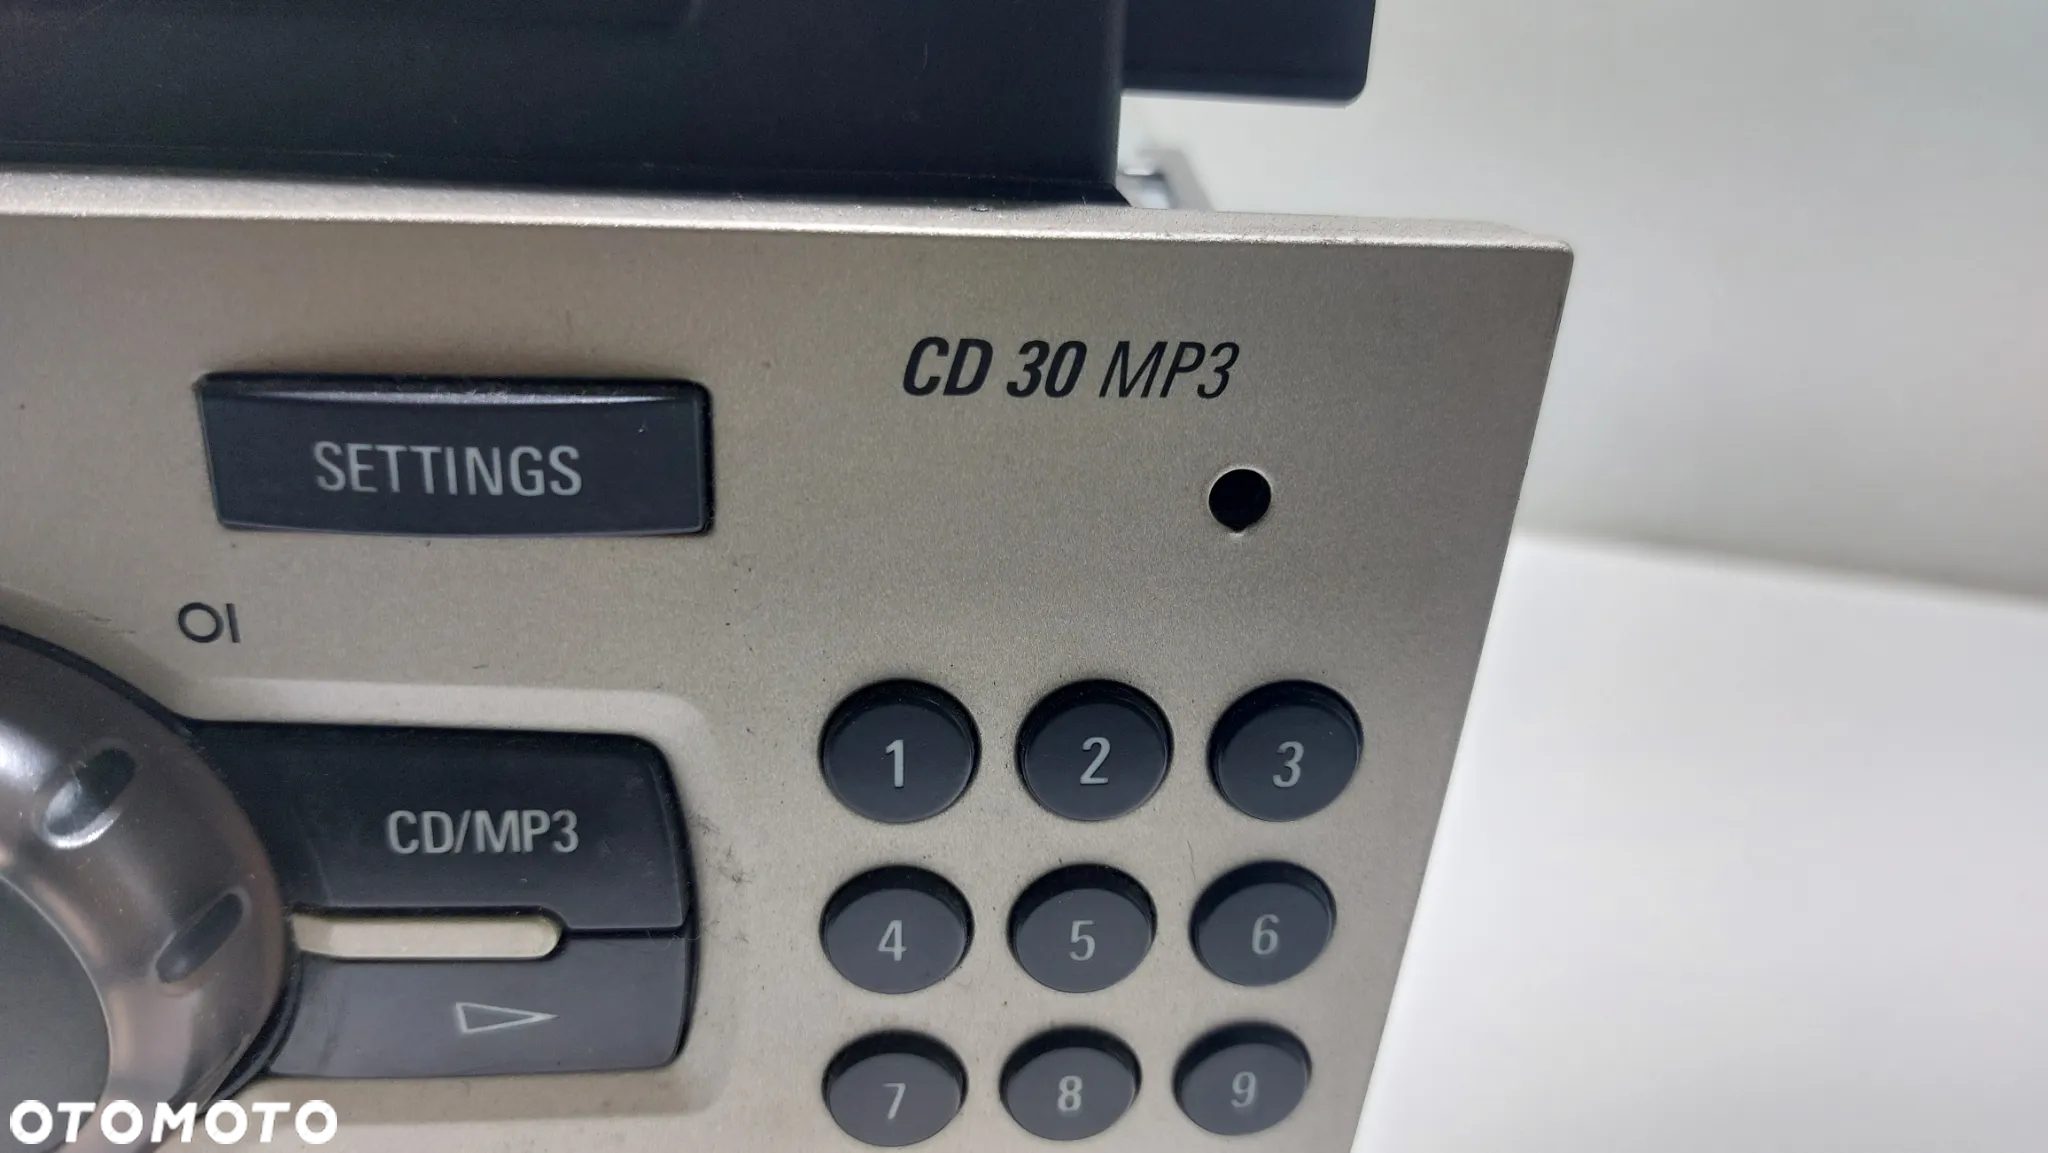 CD 30 MP3
SETTINGS
OI
1 2 3
CD/MP3
4 5 6
7 8 9
OTOMOTO